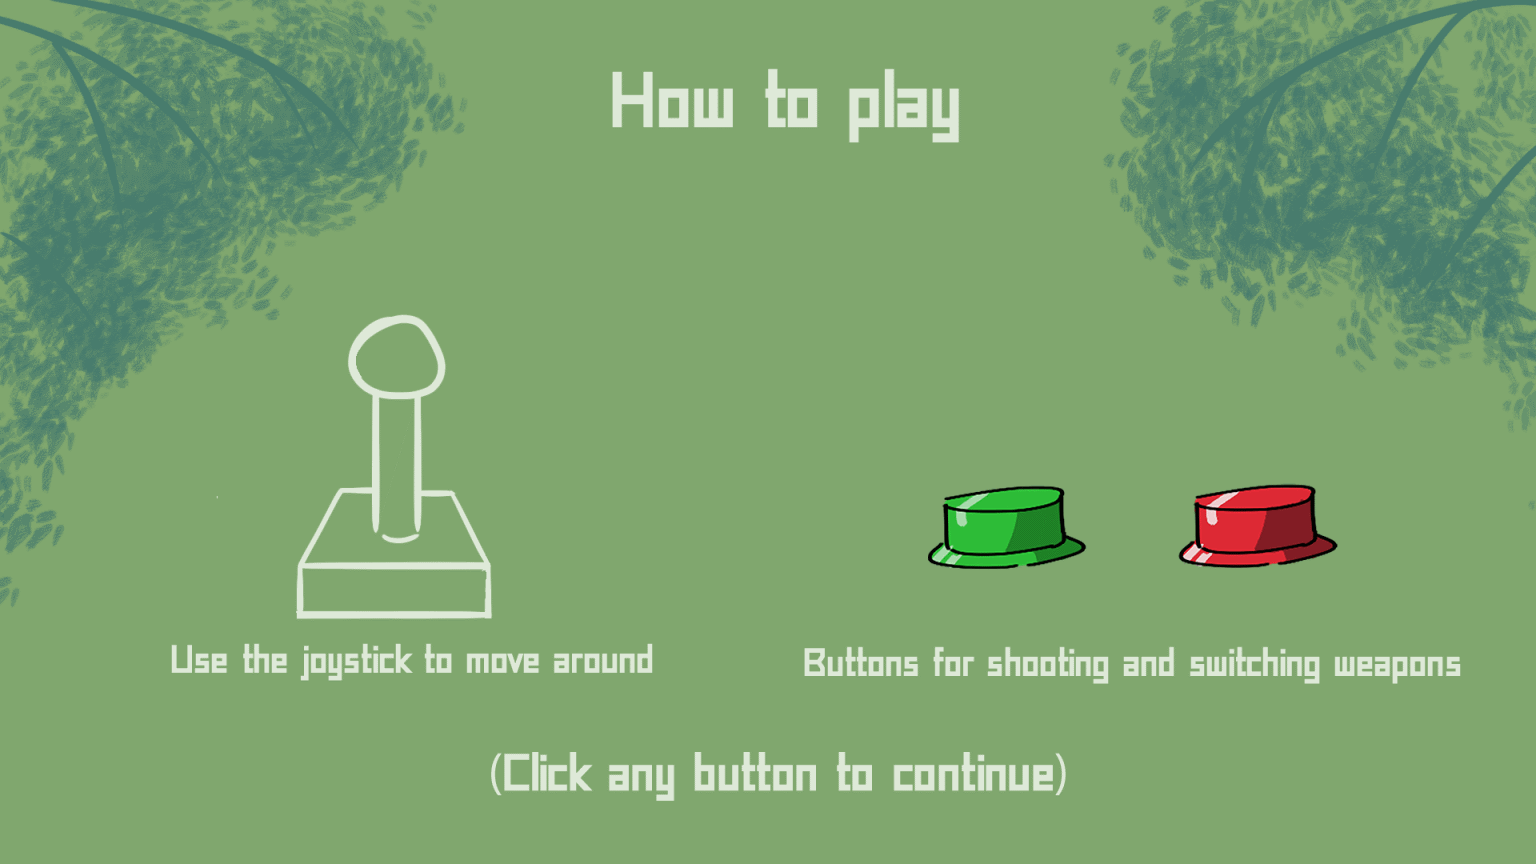 How to play
Use the joystick to move around
Buttons for shooting and switching weapons
(Click any button to continue)